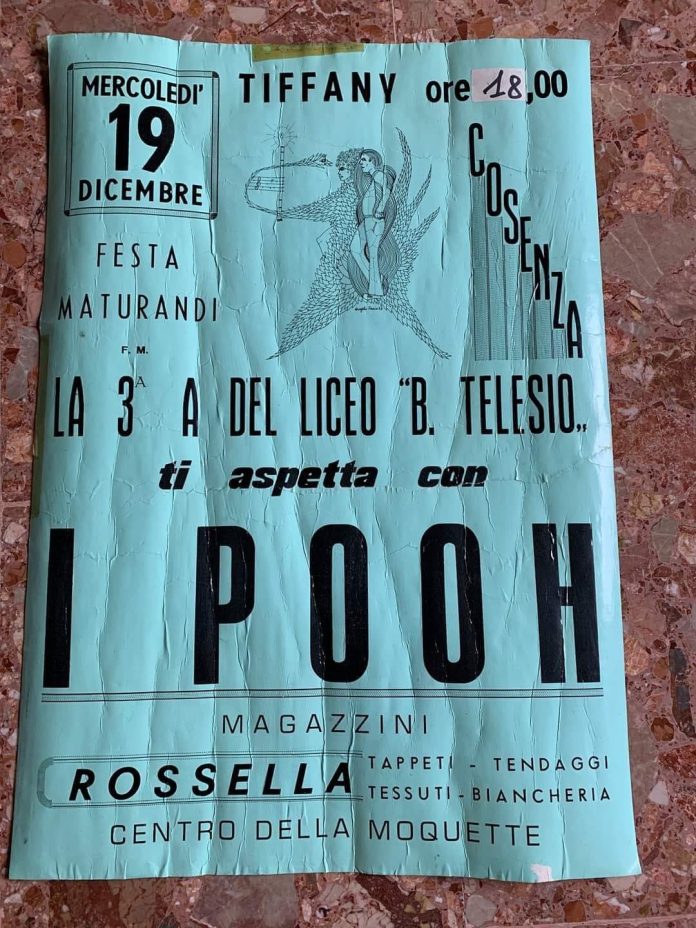 MERCOLEDI'
19
DICEMBRE
TIFFANY ore 18,00
COSENZA
FESTA
MATURANDI
F. M.
LA 3ª A DEL LICEO "B. TELESIO„
ti aspetta con
I POOH
MAGAZZINI
ROSSELLA
TAPPETI - TENDAGGI
TESSUTI - BIANCHERIA
CENTRO DELLA MOQUETTE